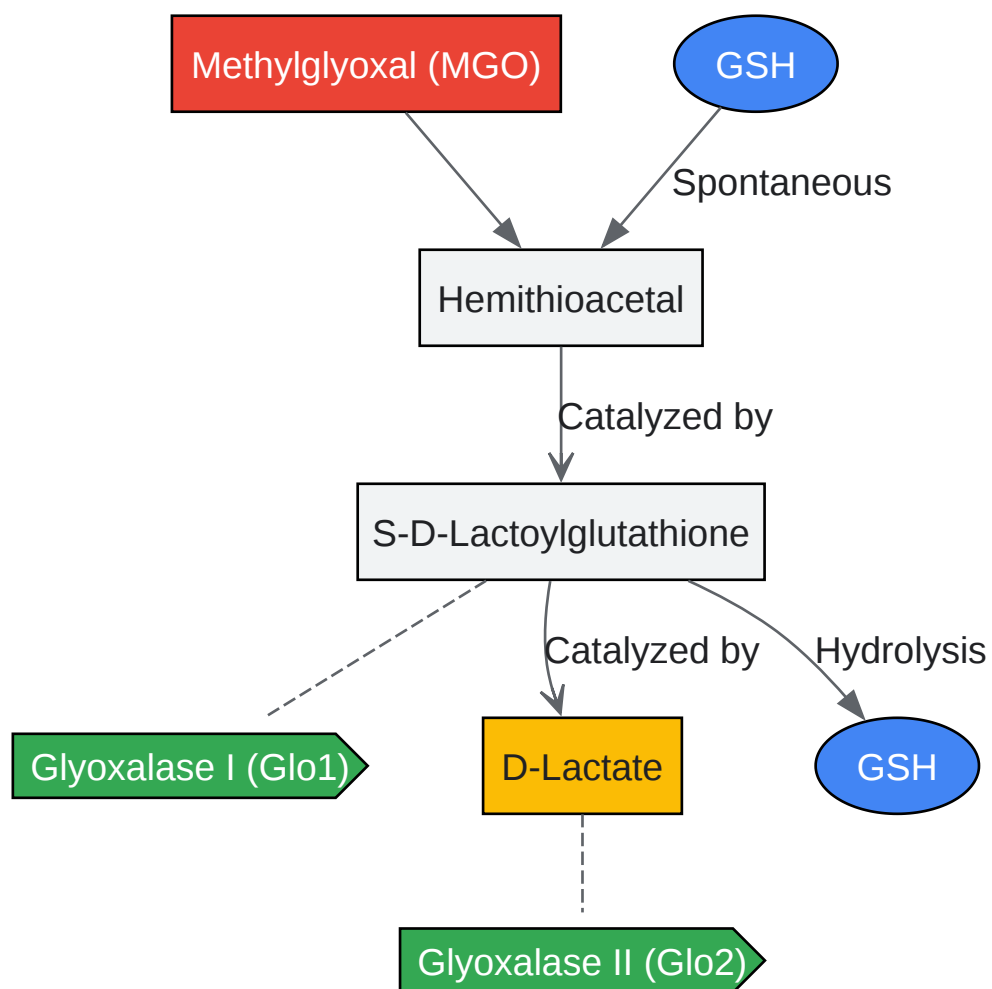 Methylglyoxal (MGO)
GSH
Spontaneous
Hemithioacetal
Catalyzed by
S-D-Lactoylglutathione
Catalyzed by
Hydrolysis
Glyoxalase I (Glo1)
D-Lactate
GSH
Glyoxalase II (Glo2)